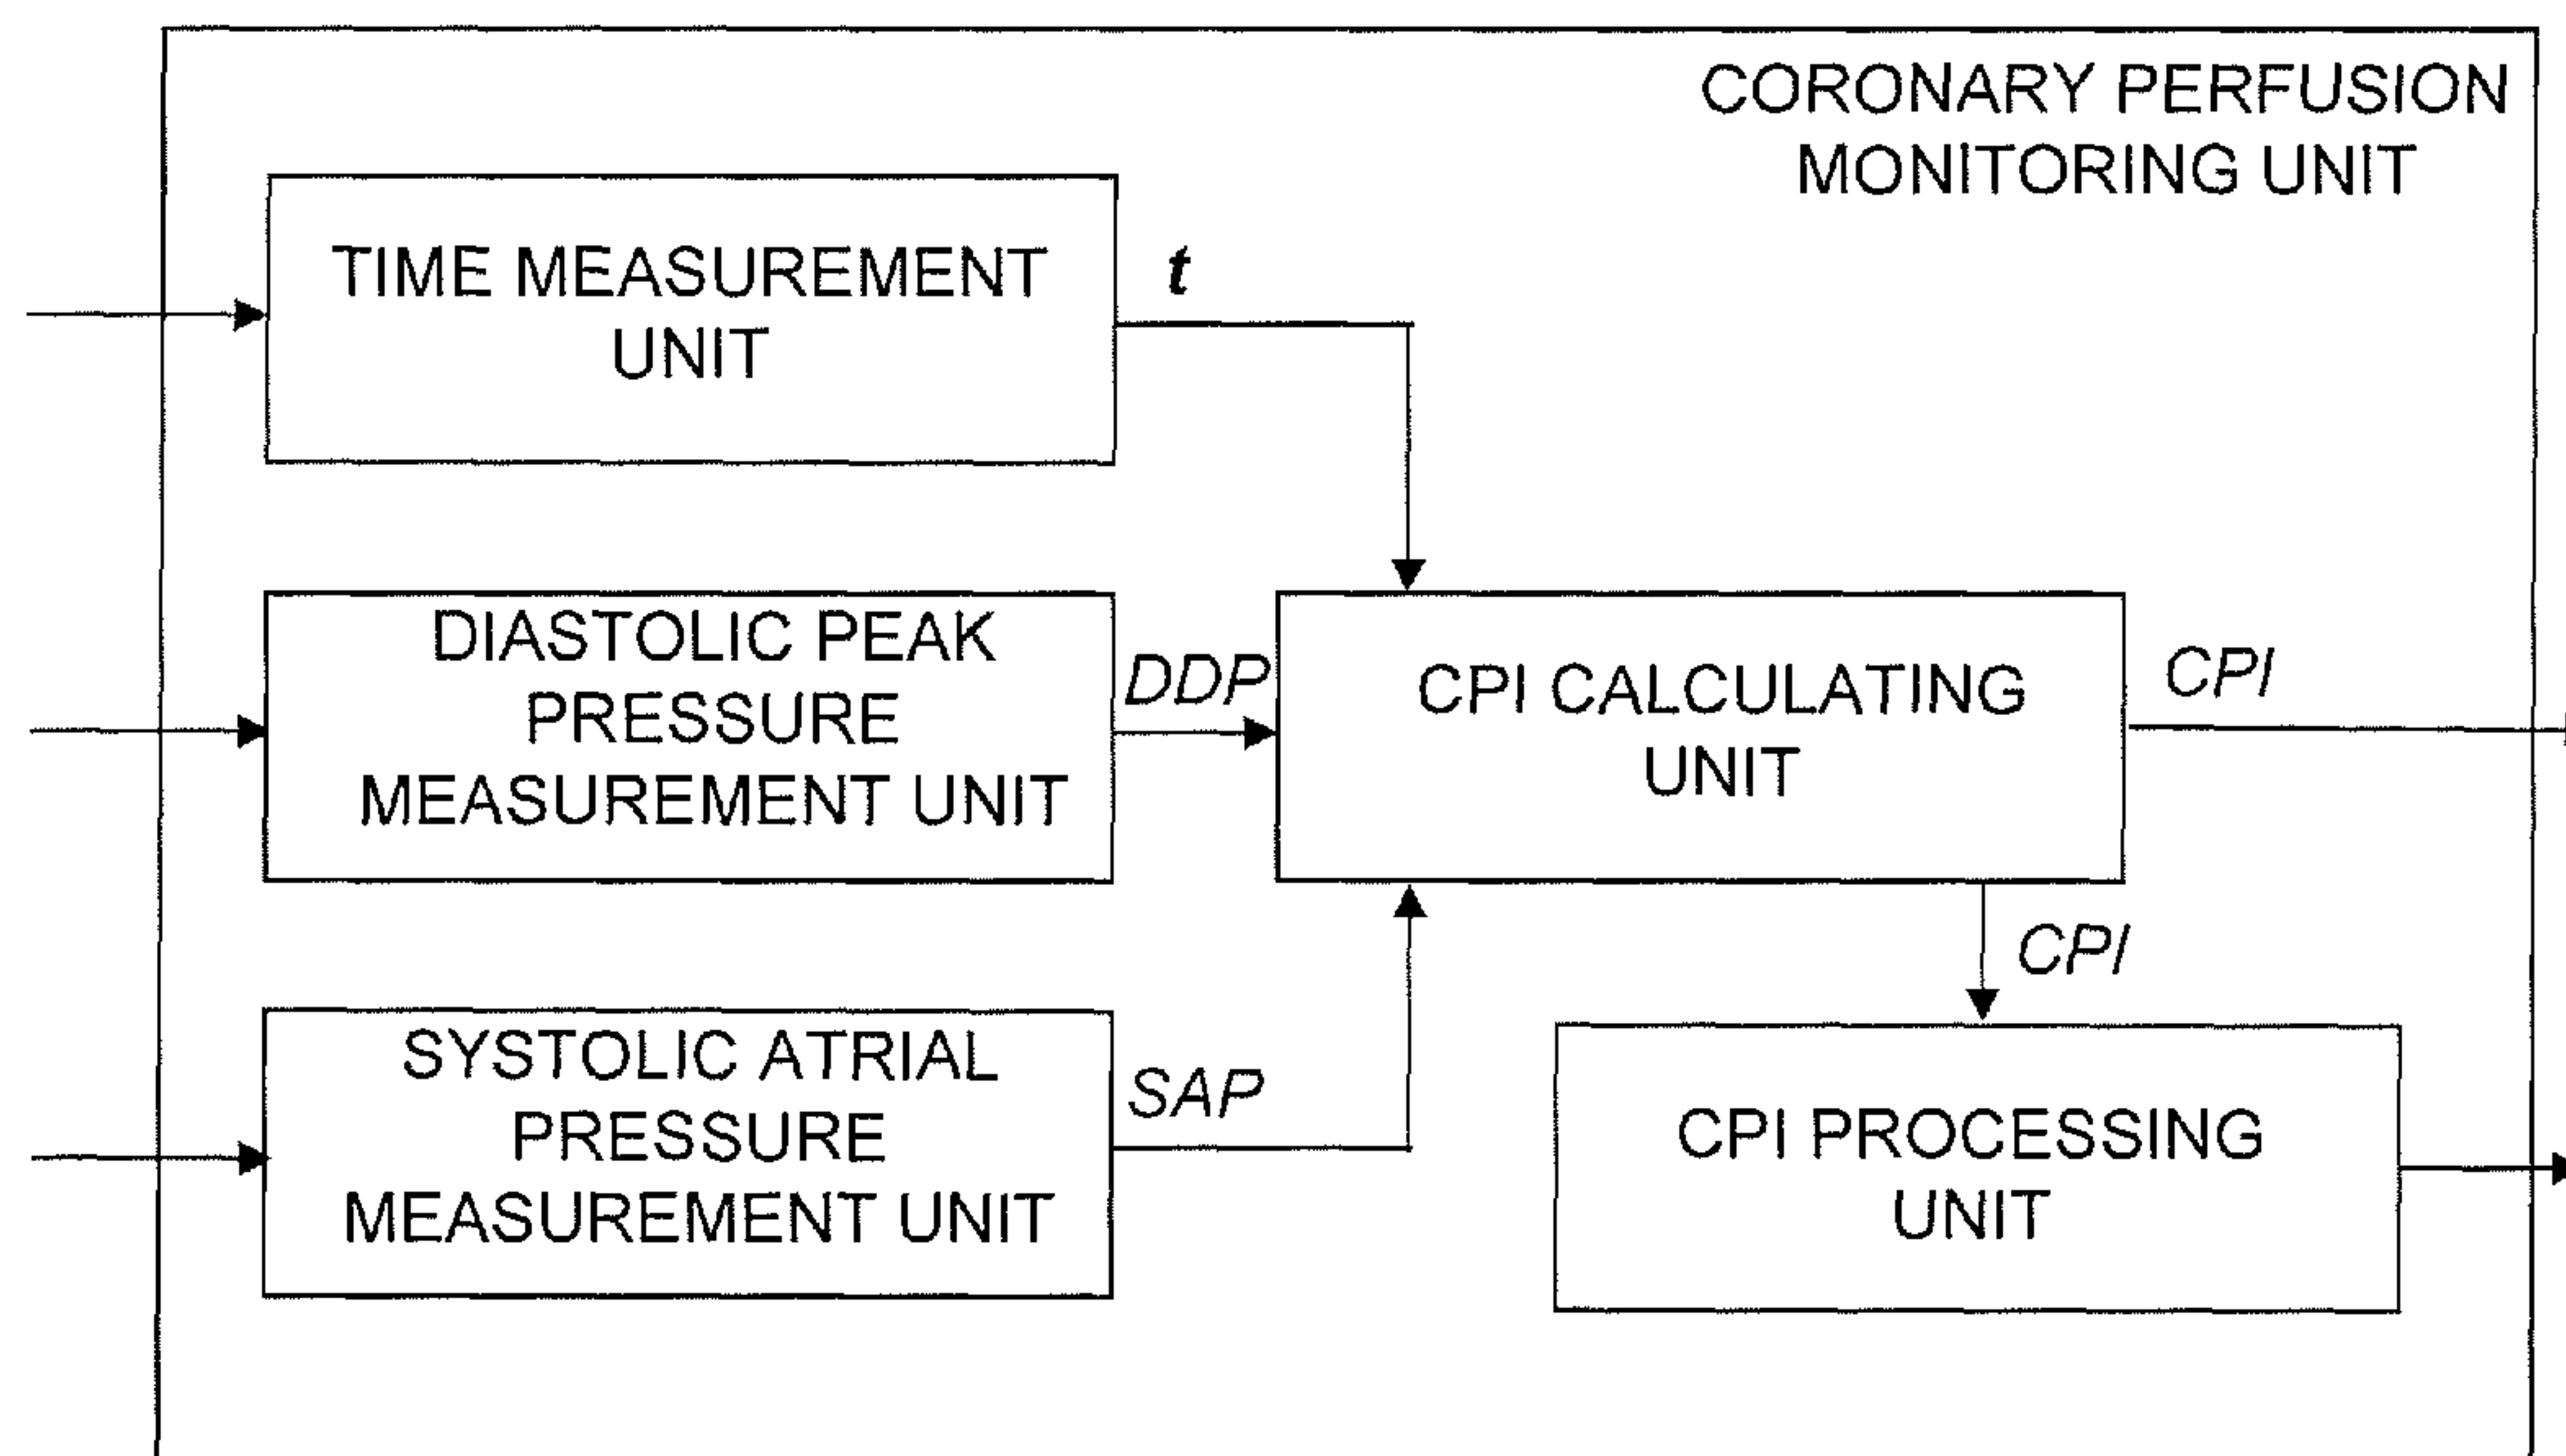 CORONARY PERFUSION
MONITORING UNIT
TIME MEASUREMENT
UNIT
t
DIASTOLIC PEAK
PRESSURE
MEASUREMENT UNIT
DDP
CPI CALCULATING
UNIT
CPI
CPI
SYSTOLIC ATRIAL
PRESSURE
MEASUREMENT UNIT
SAP
CPI PROCESSING
UNIT